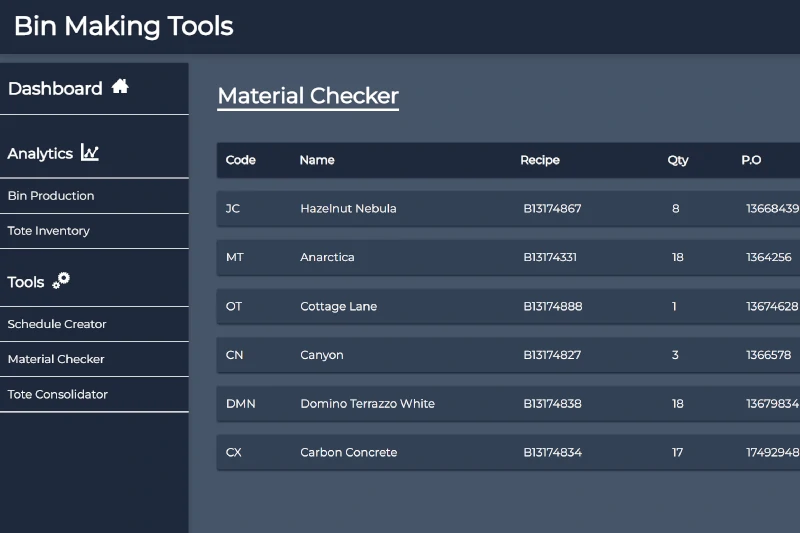 Bin Making Tools
Dashboard
Analytics
Bin Production
Tote Inventory
Tools
Schedule Creator
Material Checker
Tote Consolidator
Material Checker
Code Name Recipe Qty P.O
JC Hazelnut Nebula B13174867 8 13668439
MT Anarctica B13174331 18 1364256
OT Cottage Lane B13174888 1 13674628
CN Canyon B13174827 3 1366578
DMN Domino Terrazzo White B13174838 18 13679834
CX Carbon Concrete B13174834 17 17492948